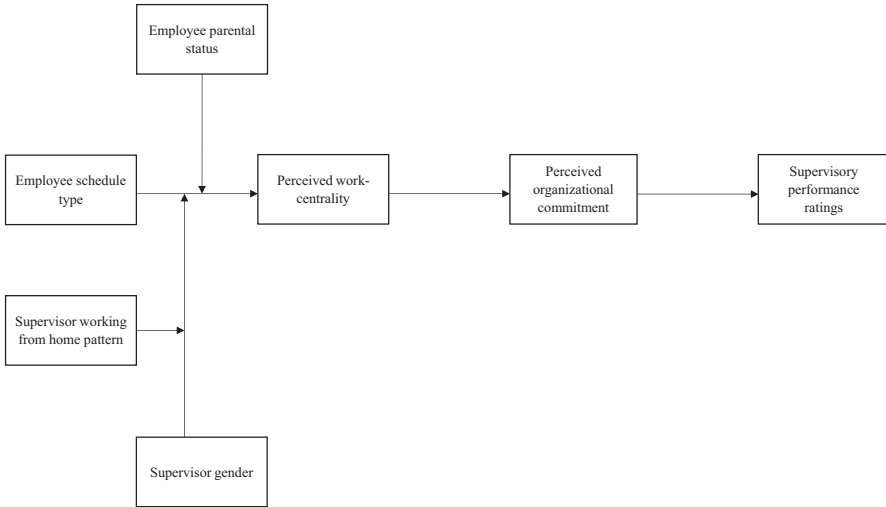 Employee parental
status
Employee schedule
type
Perceived work-
centrality
Perceived
organizational
commitment
Supervisory
performance
ratings
Supervisor working
from home pattern
Supervisor gender